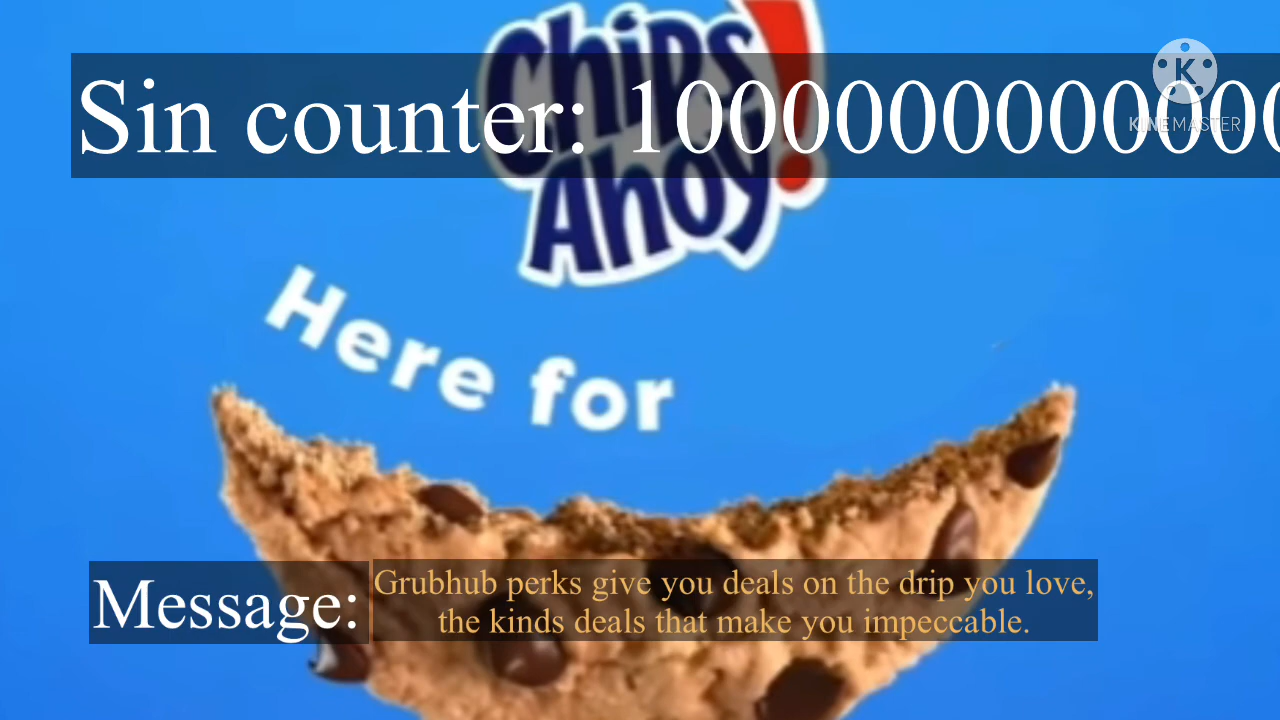 Chips
Ahoy!
Sin counter: 1000000000000
KINEMASTER
Here for
Message: Grubhub perks give you deals on the drip you love,
the kinds deals that make you impeccable.